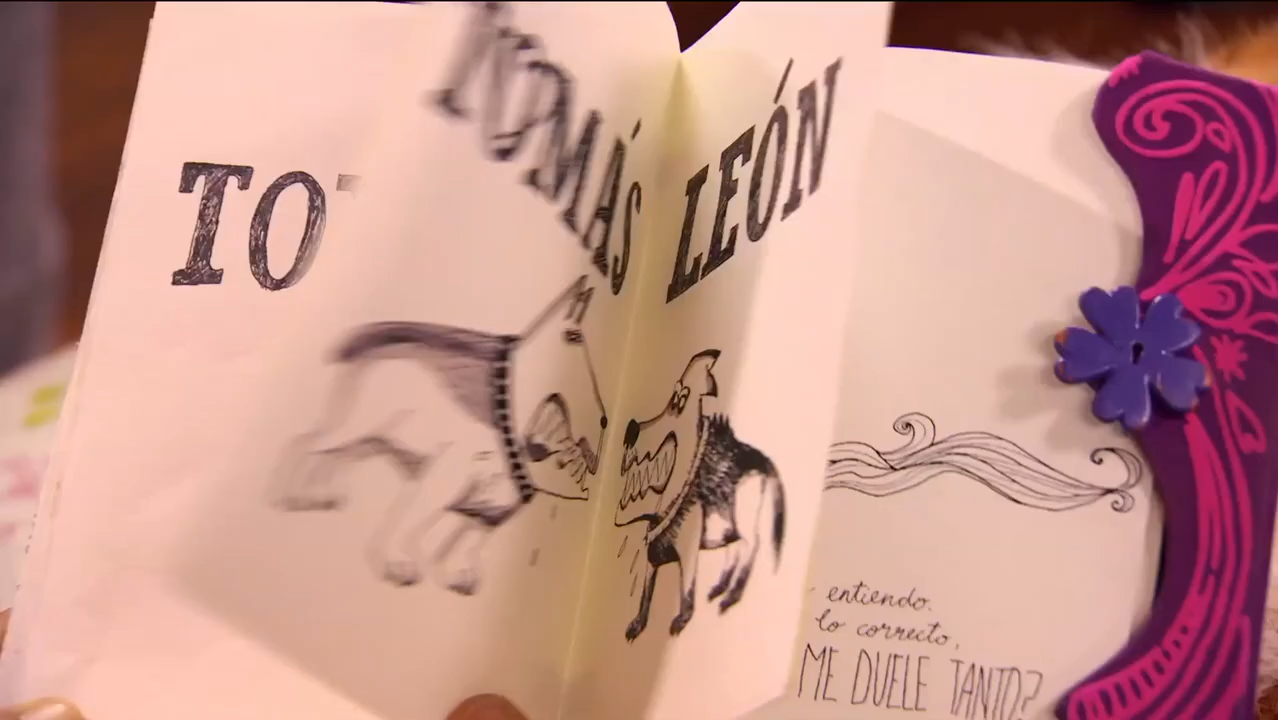 TO
TOMÁS
LEÓN
entiendo.
lo correcto,
ME DUELE TANTO?